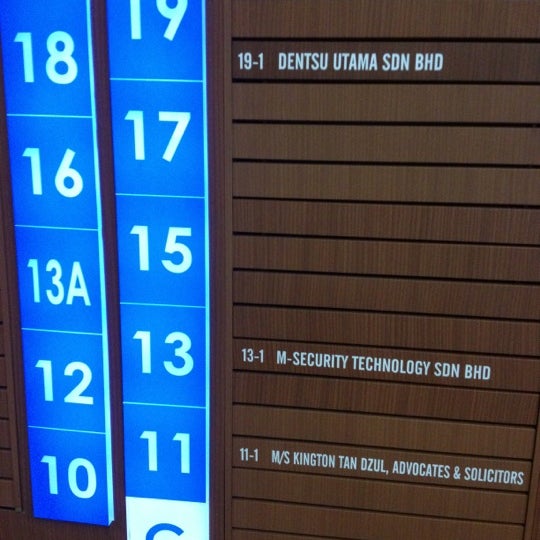 19
18
17
16
15
13A
13
12
11
10
19-1 DENTSU UTAMA SDN BHD
13-1 M-SECURITY TECHNOLOGY SDN BHD
11-1 M/S KINGTON TAN DZUL, ADVOCATES & SOLICITORS